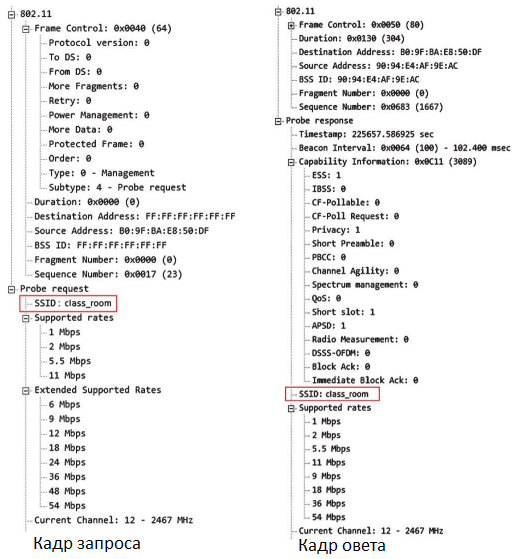 802.11
Frame Control: 0x0040 (64)
Protocol version: 0
To DS: 0
From DS: 0
More Fragments: 0
Retry: 0
Power Management: 0
More Data: 0
Protected Frame: 0
Order: 0
Type: 0 - Management
Subtype: 4 - Probe request
Duration: 0x0000 (0)
Destination Address: FF:FF:FF:FF:FF:FF
Source Address: B0:9F:BA:E8:50:DF
BSS ID: FF:FF:FF:FF:FF:FF
Fragment Number: 0x0000 (0)
Sequence Number: 0x0017 (23)
Probe request
SSID: class_room
Supported rates
1 Mbps
2 Mbps
5.5 Mbps
11 Mbps
Extended Supported Rates
6 Mbps
9 Mbps
12 Mbps
18 Mbps
24 Mbps
36 Mbps
48 Mbps
54 Mbps
Current Channel: 12 - 2467 MHz
Кадр запроса
802.11
Frame Control: 0x0050 (80)
Duration: 0x0130 (304)
Destination Address: B0:9F:BA:E8:50:DF
Source Address: 90:94:E4:AF:9E:AC
BSS ID: 90:94:E4:AF:9E:AC
Fragment Number: 0x0000 (0)
Sequence Number: 0x0683 (1667)
Probe response
Timestamp: 225657.586925 sec
Beacon Interval: 0x0064 (100) - 102.400 msec
Capability Information: 0x0C11 (3089)
ESS: 1
IBSS: 0
CF-Pollable: 0
CF-Poll Request: 0
Privacy: 1
Short Preamble: 0
PBCC: 0
Channel Agility: 0
Spectrum management: 0
QoS: 0
Short slot: 1
APSD: 1
Radio Measurement: 0
DSSS-OFDM: 0
Block Ack: 0
Immediate Block Ack: 0
SSID: class_room
Supported rates
1 Mbps
2 Mbps
5.5 Mbps
11 Mbps
9 Mbps
18 Mbps
36 Mbps
54 Mbps
Current Channel: 12 - 2467 MHz
Кадр овета